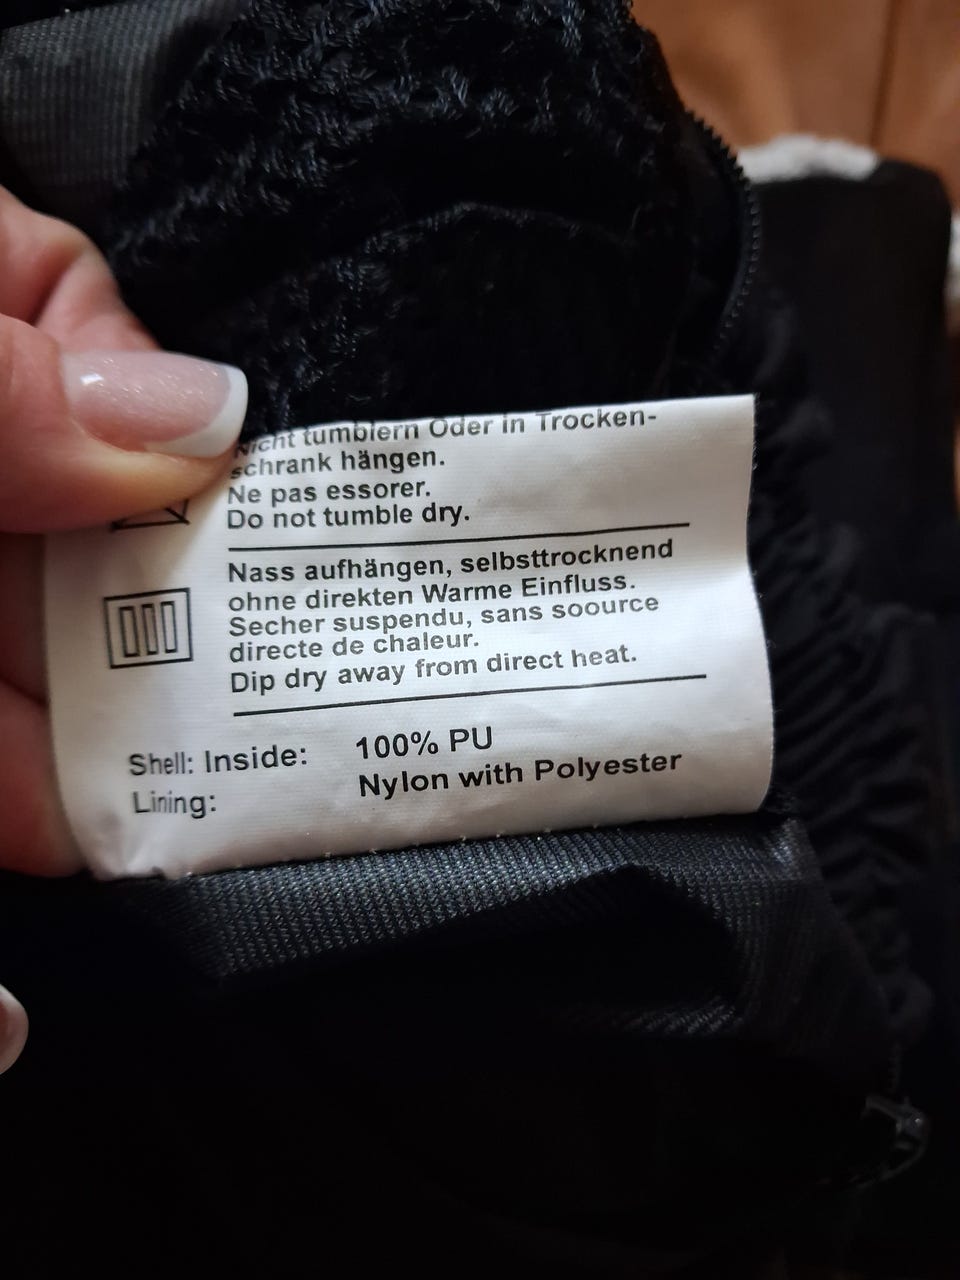 Nicht tumblern Oder in Trocken-
schrank hängen.
Ne pas essorer.
Do not tumble dry.
Nass aufhängen, selbsttrocknend
ohne direkten Warme Einfluss.
Secher suspendu, sans soource
directe de chaleur.
Dip dry away from direct heat.
Shell: Inside: 100% PU
Lining: Nylon with Polyester